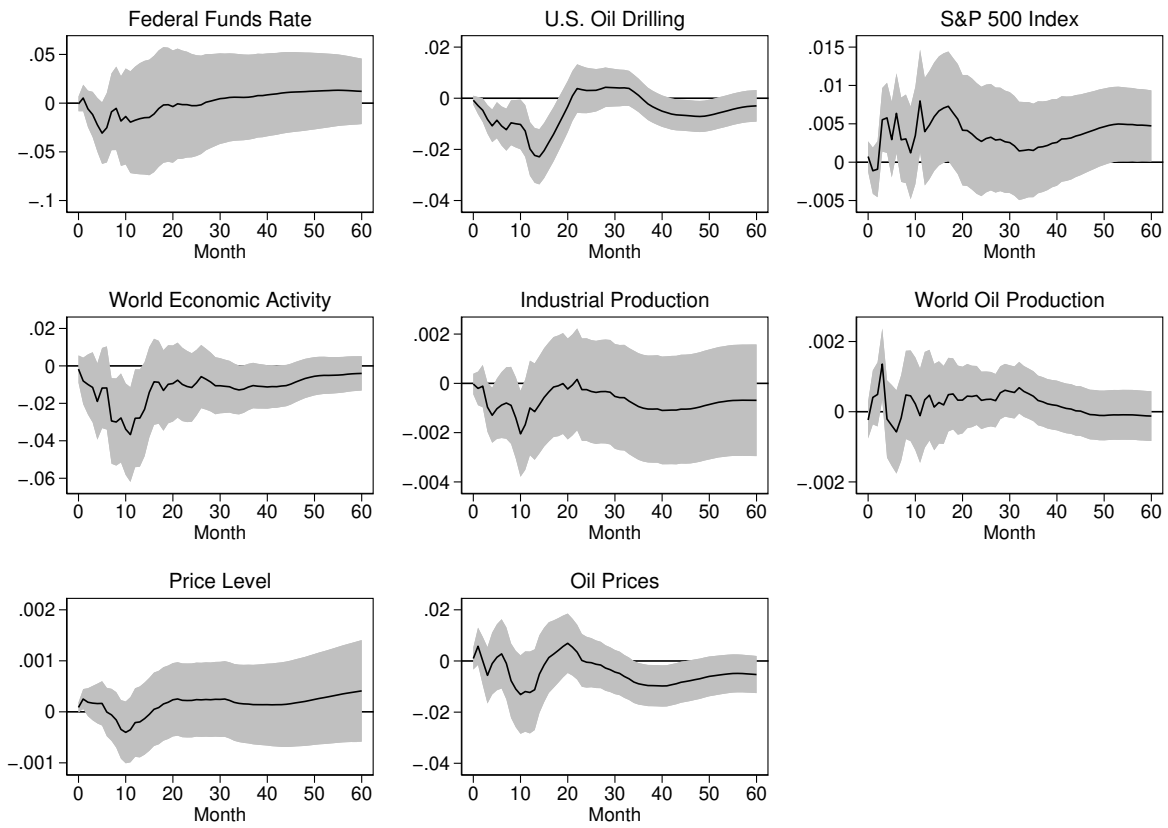 Federal Funds Rate
.05
0
−.05
−.1
0 10 20 30 40 50 60
Month
U.S. Oil Drilling
.02
0
−.02
−.04
0 10 20 30 40 50 60
Month
S&P 500 Index
.015
.01
.005
0
−.005
0 10 20 30 40 50 60
Month
World Economic Activity
.02
0
−.02
−.04
−.06
0 10 20 30 40 50 60
Month
Industrial Production
.002
0
−.002
−.004
0 10 20 30 40 50 60
Month
World Oil Production
.002
0
−.002
0 10 20 30 40 50 60
Month
Price Level
.002
.001
0
−.001
0 10 20 30 40 50 60
Month
Oil Prices
.02
0
−.02
−.04
0 10 20 30 40 50 60
Month